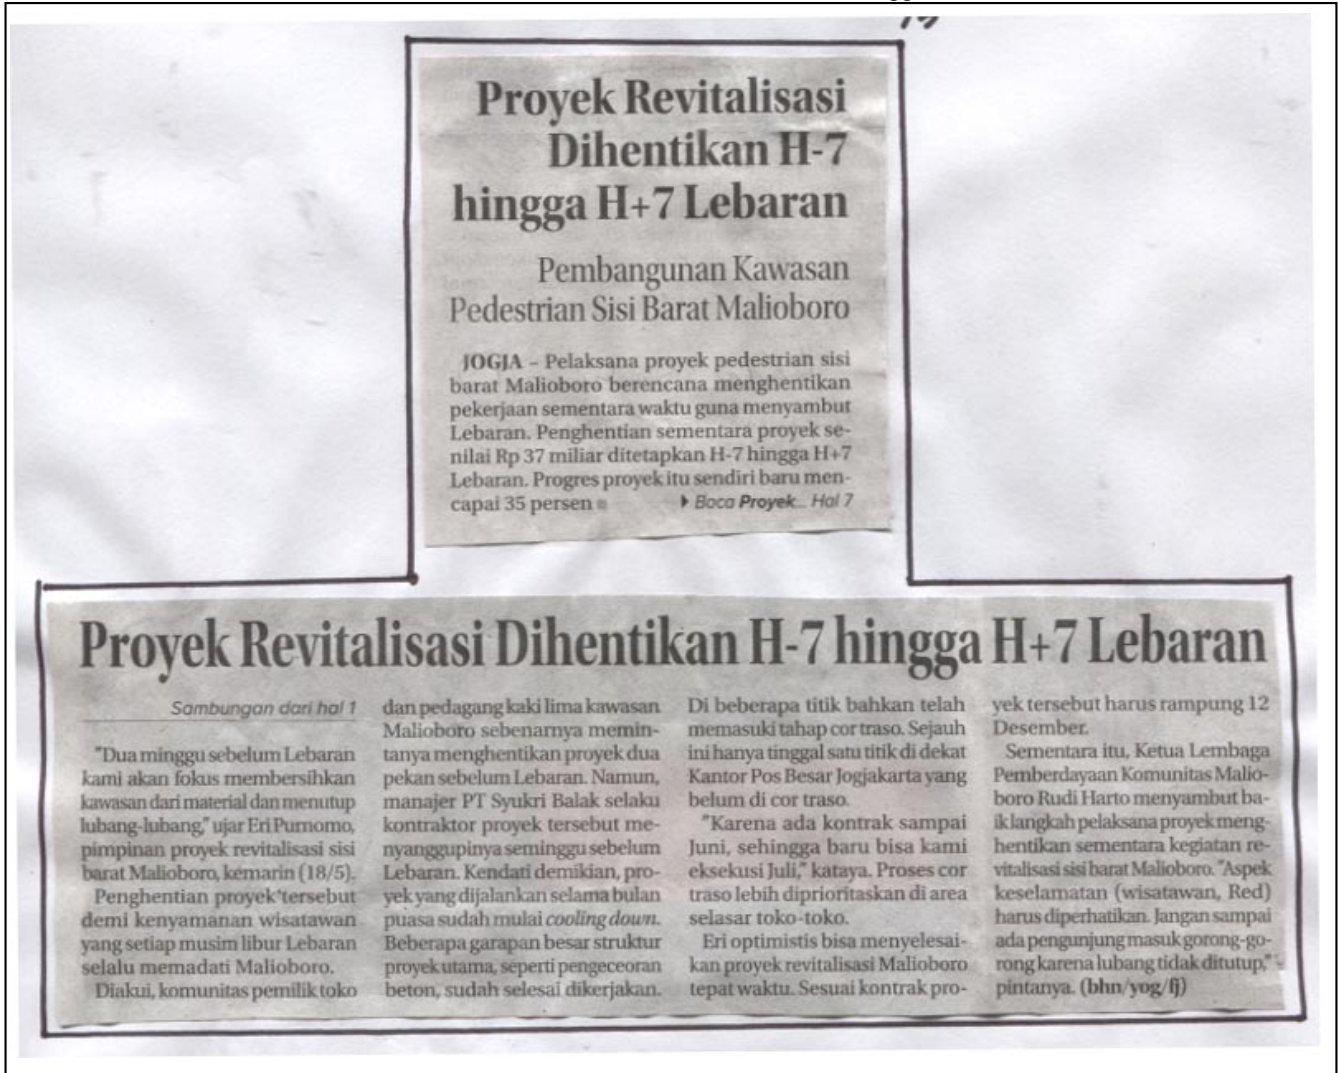 Proyek Revitalisasi
Dihentikan H-7
hingga H+7 Lebaran
Pembangunan Kawasan
Pedestrian Sisi Barat Malioboro
JOGJA – Pelaksana proyek pedestrian sisi
barat Malioboro berencana menghentikan
pekerjaan sementara waktu guna menyambut
Lebaran. Penghentian sementara proyek se-
nilai Rp 37 miliar ditetapkan H-7 hingga H+7
Lebaran. Progres proyek itu sendiri baru men-
capai 35 persen
Baca Proyek... Hal 7
Proyek Revitalisasi Dihentikan H-7 hingga H+7 Lebaran
Sambungan dari hal 1
"Dua minggu sebelum Lebaran
kami akan fokus membersihkan
kawasan dari material dan menutup
lubang-lubang," ujar Eri Purnomo,
pimpinan proyek revitalisasi sisi
barat Malioboro, kemarin (18/5).
Penghentian proyek tersebut
demi kenyamanan wisatawan
yang setiap musim libur Lebaran
selalu memadati Malioboro.
Diakui, komunitas pemilik toko
dan pedagang kaki lima kawasan
Malioboro sebenarnya memin-
tanya menghentikan proyek dua
pekan sebelum Lebaran. Namun,
manajer PT Syukri Balak selaku
kontraktor proyek tersebut me-
nyanggupinya seminggu sebelum
Lebaran. Kendati demikian, pro-
yek yang dijalankan selama bulan
puasa sudah mulai cooling down.
Beberapa garapan besar struktur
proyek utama, seperti pengeceoran
beton, sudah selesai dikerjakan.
Di beberapa titik bahkan telah
memasuki tahap cor traso. Sejauh
ini hanya tinggal satu titik di dekat
Kantor Pos Besar Jogjakarta yang
belum di cor traso.
"Karena ada kontrak sampai
Juni, sehingga baru bisa kami
eksekusi Juli," kataya. Proses cor
traso lebih diprioritaskan di area
selasar toko-toko.
Eri optimistis bisa menyelesai-
kan proyek revitalisasi Malioboro
tepat waktu. Sesuai kontrak pro-
yek tersebut harus rampung 12
Desember.
Sementara itu, Ketua Lembaga
Pemberdayaan Komunitas Malio-
boro Rudi Harto menyambut ba-
ik langkah pelaksana proyek meng-
hentikan sementara kegiatan re-
vitalisasi sisi barat Malioboro. "Aspek
keselamatan (wisatawan, Red)
harus diperhatikan. Jangan sampai
ada pengunjung masuk gorong-go-
rong karena lubang tidak ditutup,"
pintanya. (bhn/yog/fj)